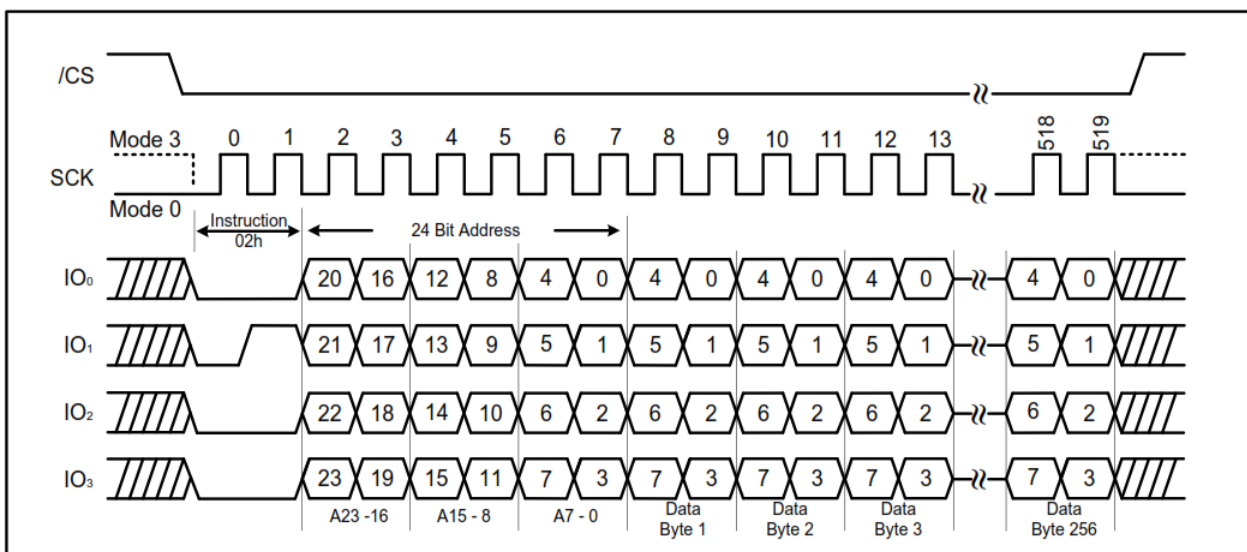 /CS
Mode 3 0 1 2 3 4 5 6 7 8 9 10 11 12 13 518 519
SCK
Mode 0
Instruction
02h
24 Bit Address
IO₀ 20 16 12 8 4 0 4 0 4 0 4 0 4 0
IO₁ 21 17 13 9 5 1 5 1 5 1 5 1 5 1
IO₂ 22 18 14 10 6 2 6 2 6 2 6 2 6 2
IO₃ 23 19 15 11 7 3 7 3 7 3 7 3 7 3
A23 -16 A15 - 8 A7 - 0 Data Data Data Data
Byte 1 Byte 2 Byte 3 Byte 256